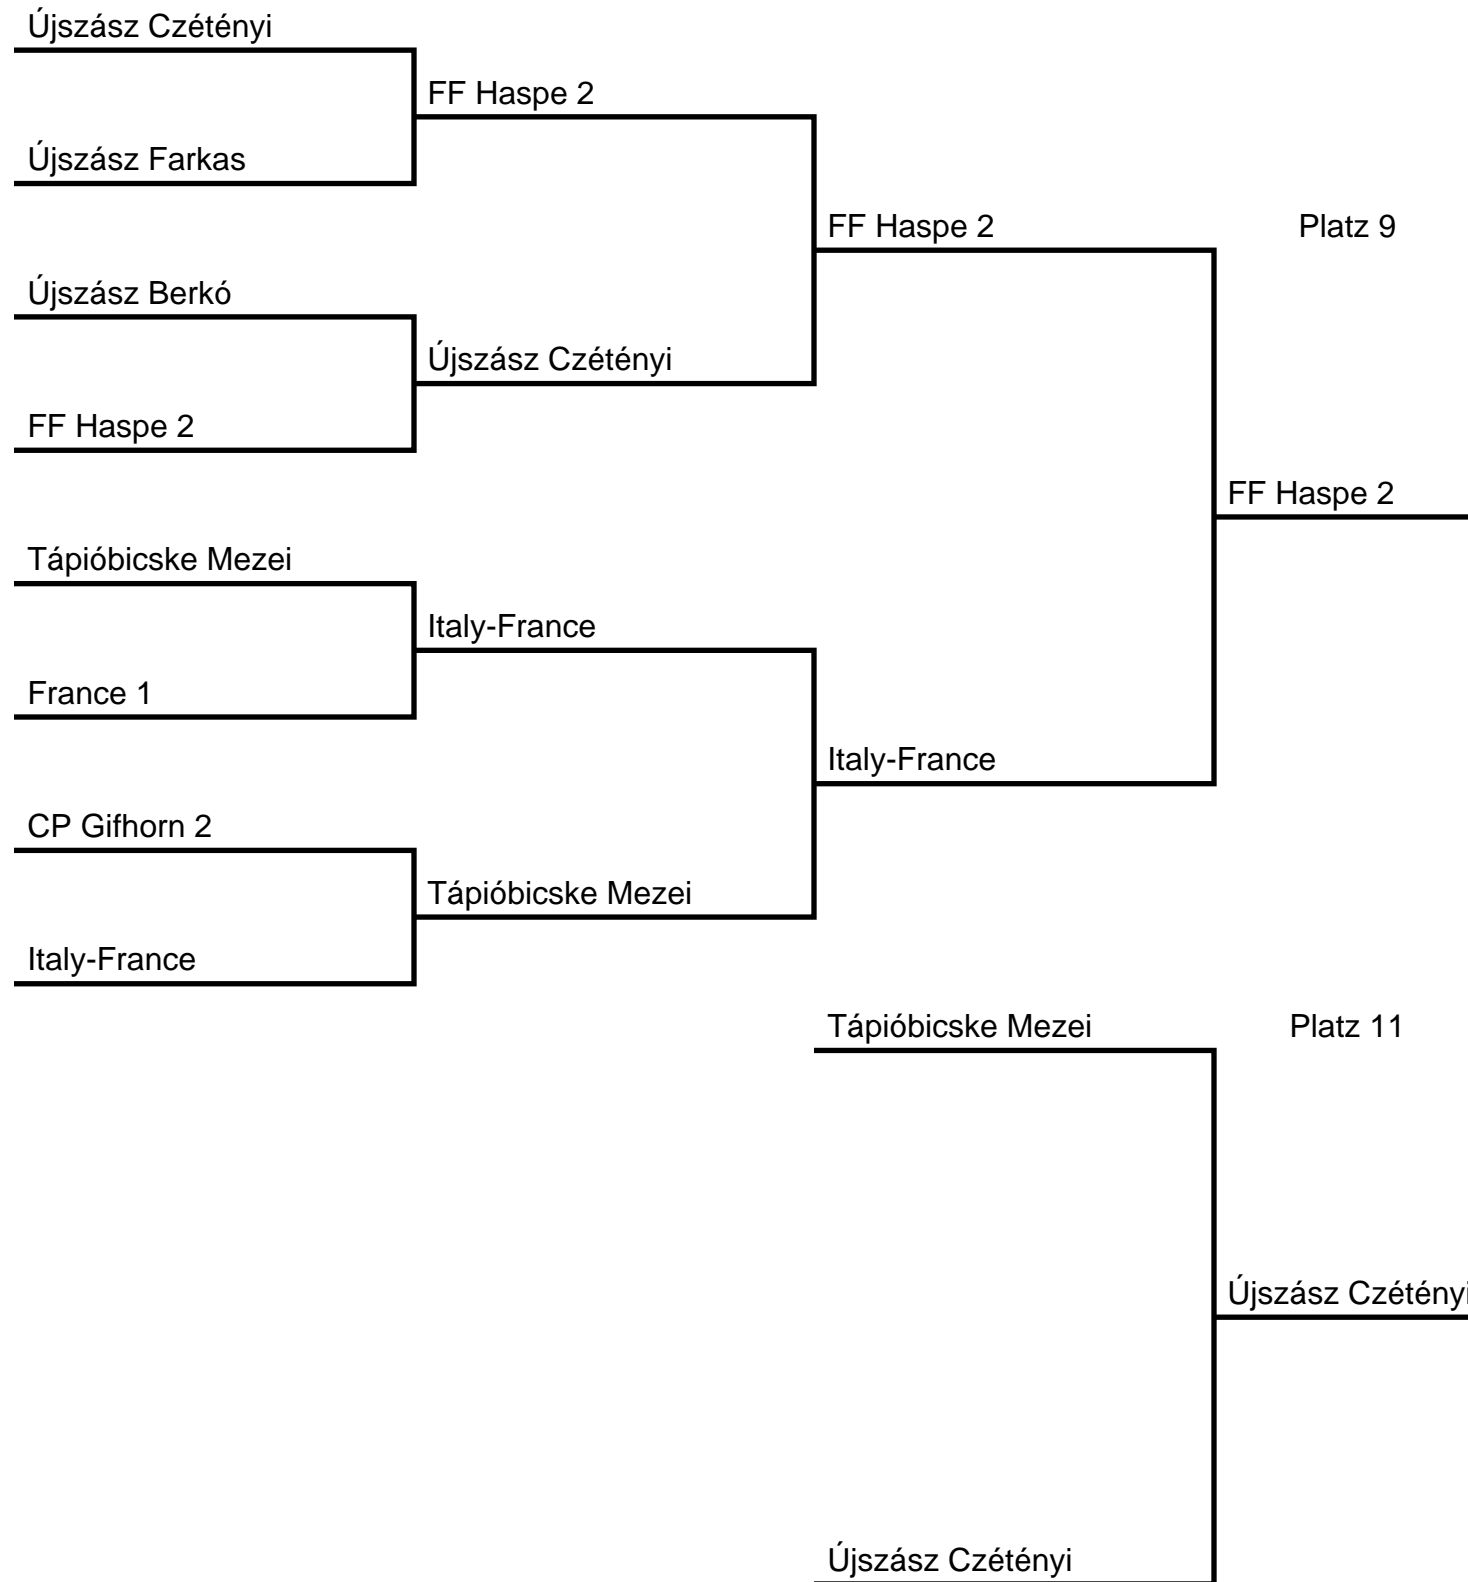 Újszász Czétényi
FF Haspe 2
Újszász Farkas
FF Haspe 2
Platz 9
Újszász Berkó
Újszász Czétényi
FF Haspe 2
FF Haspe 2
Tápióbicske Mezei
Italy-France
France 1
Italy-France
CP Gifhorn 2
Tápióbicske Mezei
Italy-France
Tápióbicske Mezei
Platz 11
Újszász Czétényi
Újszász Czétényi